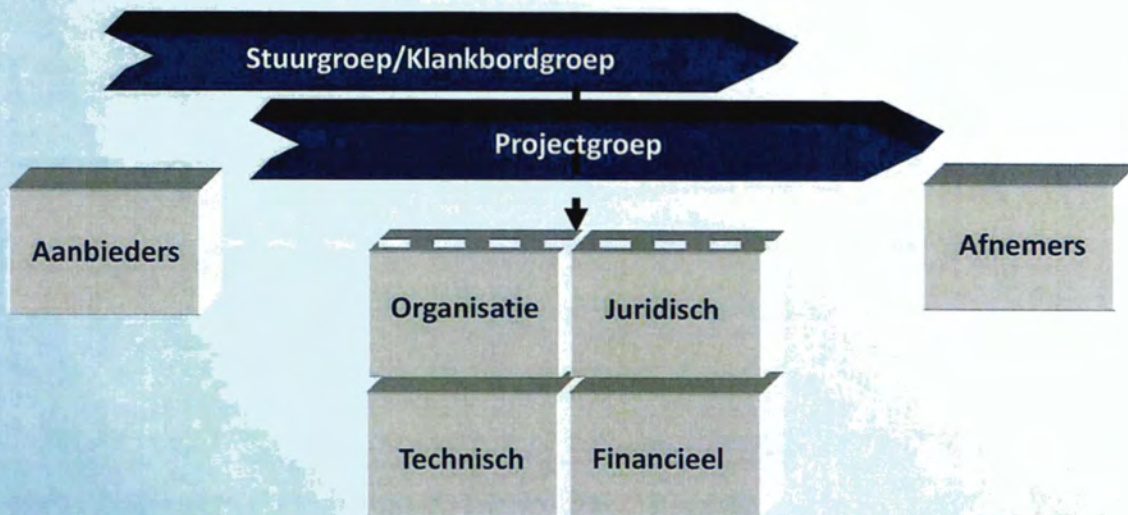 Stuurgroep/Klankbordgroep
Projectgroep
Aanbieders
Afnemers
Organisatie
Juridisch
Technisch
Financieel